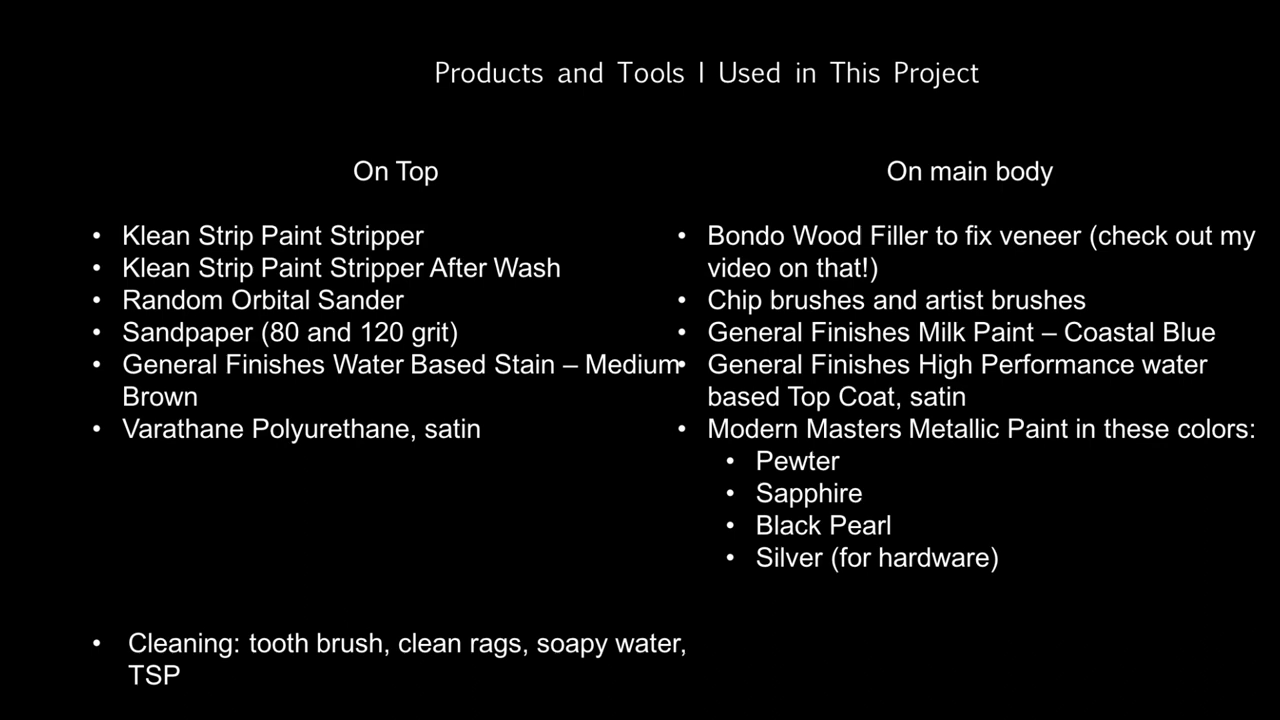 Products and Tools I Used in This Project
On Top
• Klean Strip Paint Stripper
• Klean Strip Paint Stripper After Wash
• Random Orbital Sander
• Sandpaper (80 and 120 grit)
• General Finishes Water Based Stain – Medium
Brown
• Varathane Polyurethane, satin
• Cleaning: tooth brush, clean rags, soapy water,
TSP
On main body
• Bondo Wood Filler to fix veneer (check out my
video on that!)
• Chip brushes and artist brushes
• General Finishes Milk Paint – Coastal Blue
• General Finishes High Performance water
based Top Coat, satin
• Modern Masters Metallic Paint in these colors:
• Pewter
• Sapphire
• Black Pearl
• Silver (for hardware)